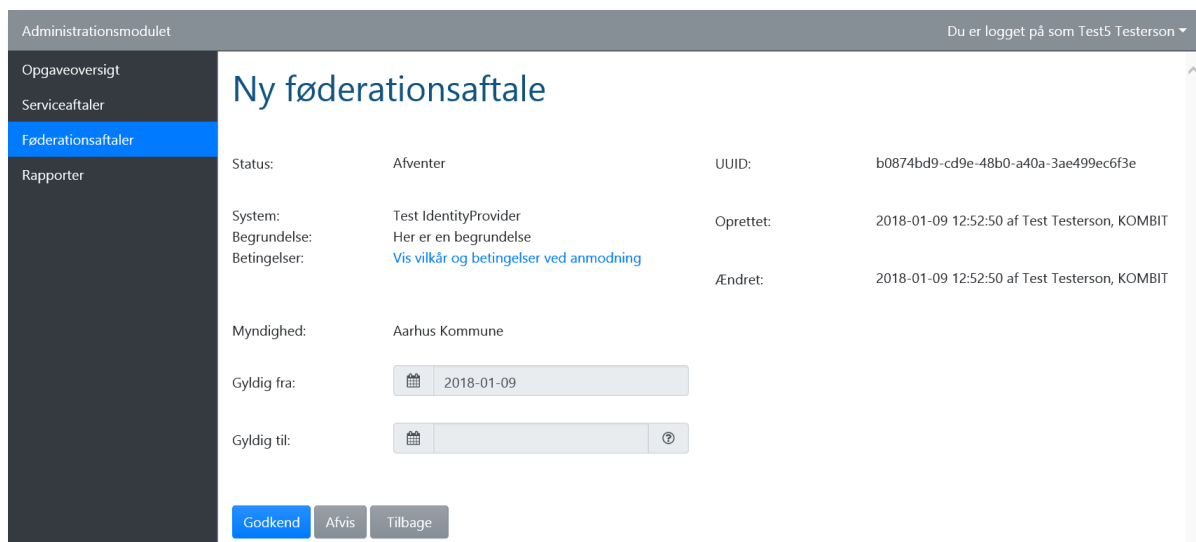 Administrationsmodulet
Du er logget på som Test5 Testerson
Opgaveoversigt
Serviceaftaler
Føderationsaftaler
Rapporter
Ny føderationsaftale
Status: Afventer
UUID: b0874bd9-cd9e-48b0-a40a-3ae499ec6f3e
System: Test IdentityProvider
Begrundelse: Her er en begrundelse
Betingelser: Vis vilkår og betingelser ved anmodning
Oprettet: 2018-01-09 12:52:50 af Test Testerson, KOMBIT
Ændret: 2018-01-09 12:52:50 af Test Testerson, KOMBIT
Myndighed: Aarhus Kommune
Gyldig fra: 2018-01-09
Gyldig til:
Godkend Afvis Tilbage